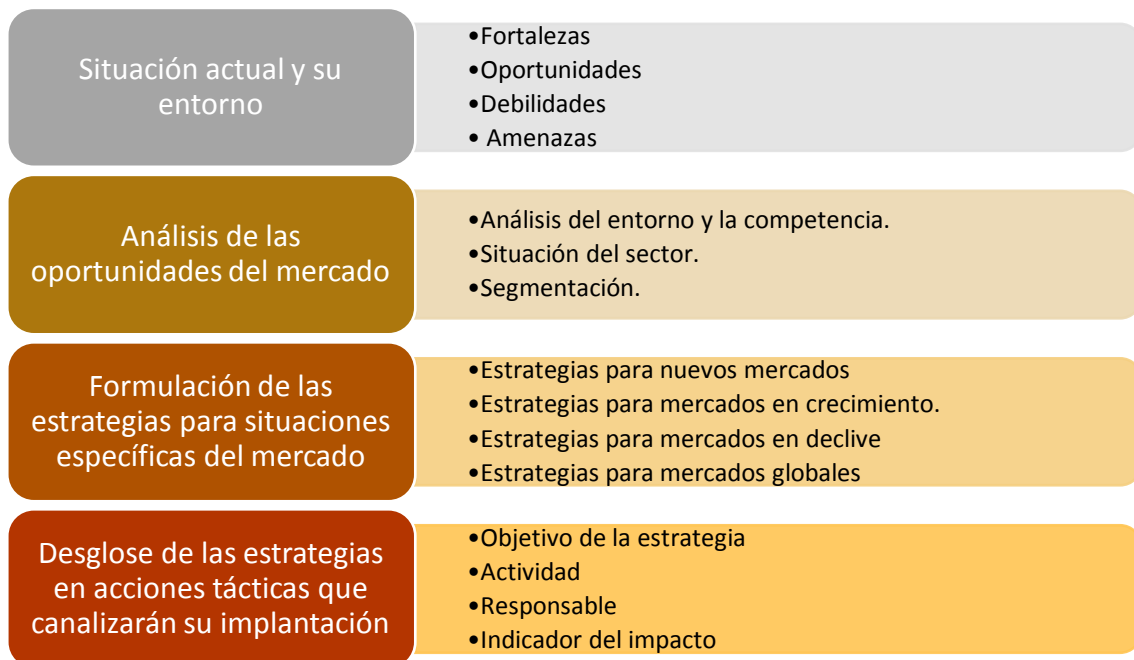 Situación actual y su
entorno
•Fortalezas
•Oportunidades
•Debilidades
• Amenazas
Análisis de las
oportunidades del mercado
•Análisis del entorno y la competencia.
•Situación del sector.
•Segmentación.
Formulación de las
estrategias para situaciones
específicas del mercado
•Estrategias para nuevos mercados
•Estrategias para mercados en crecimiento.
•Estrategias para mercados en declive
•Estrategias para mercados globales
Desglose de las estrategias
en acciones tácticas que
canalizarán su implantación
•Objetivo de la estrategia
•Actividad
•Responsable
•Indicador del impacto